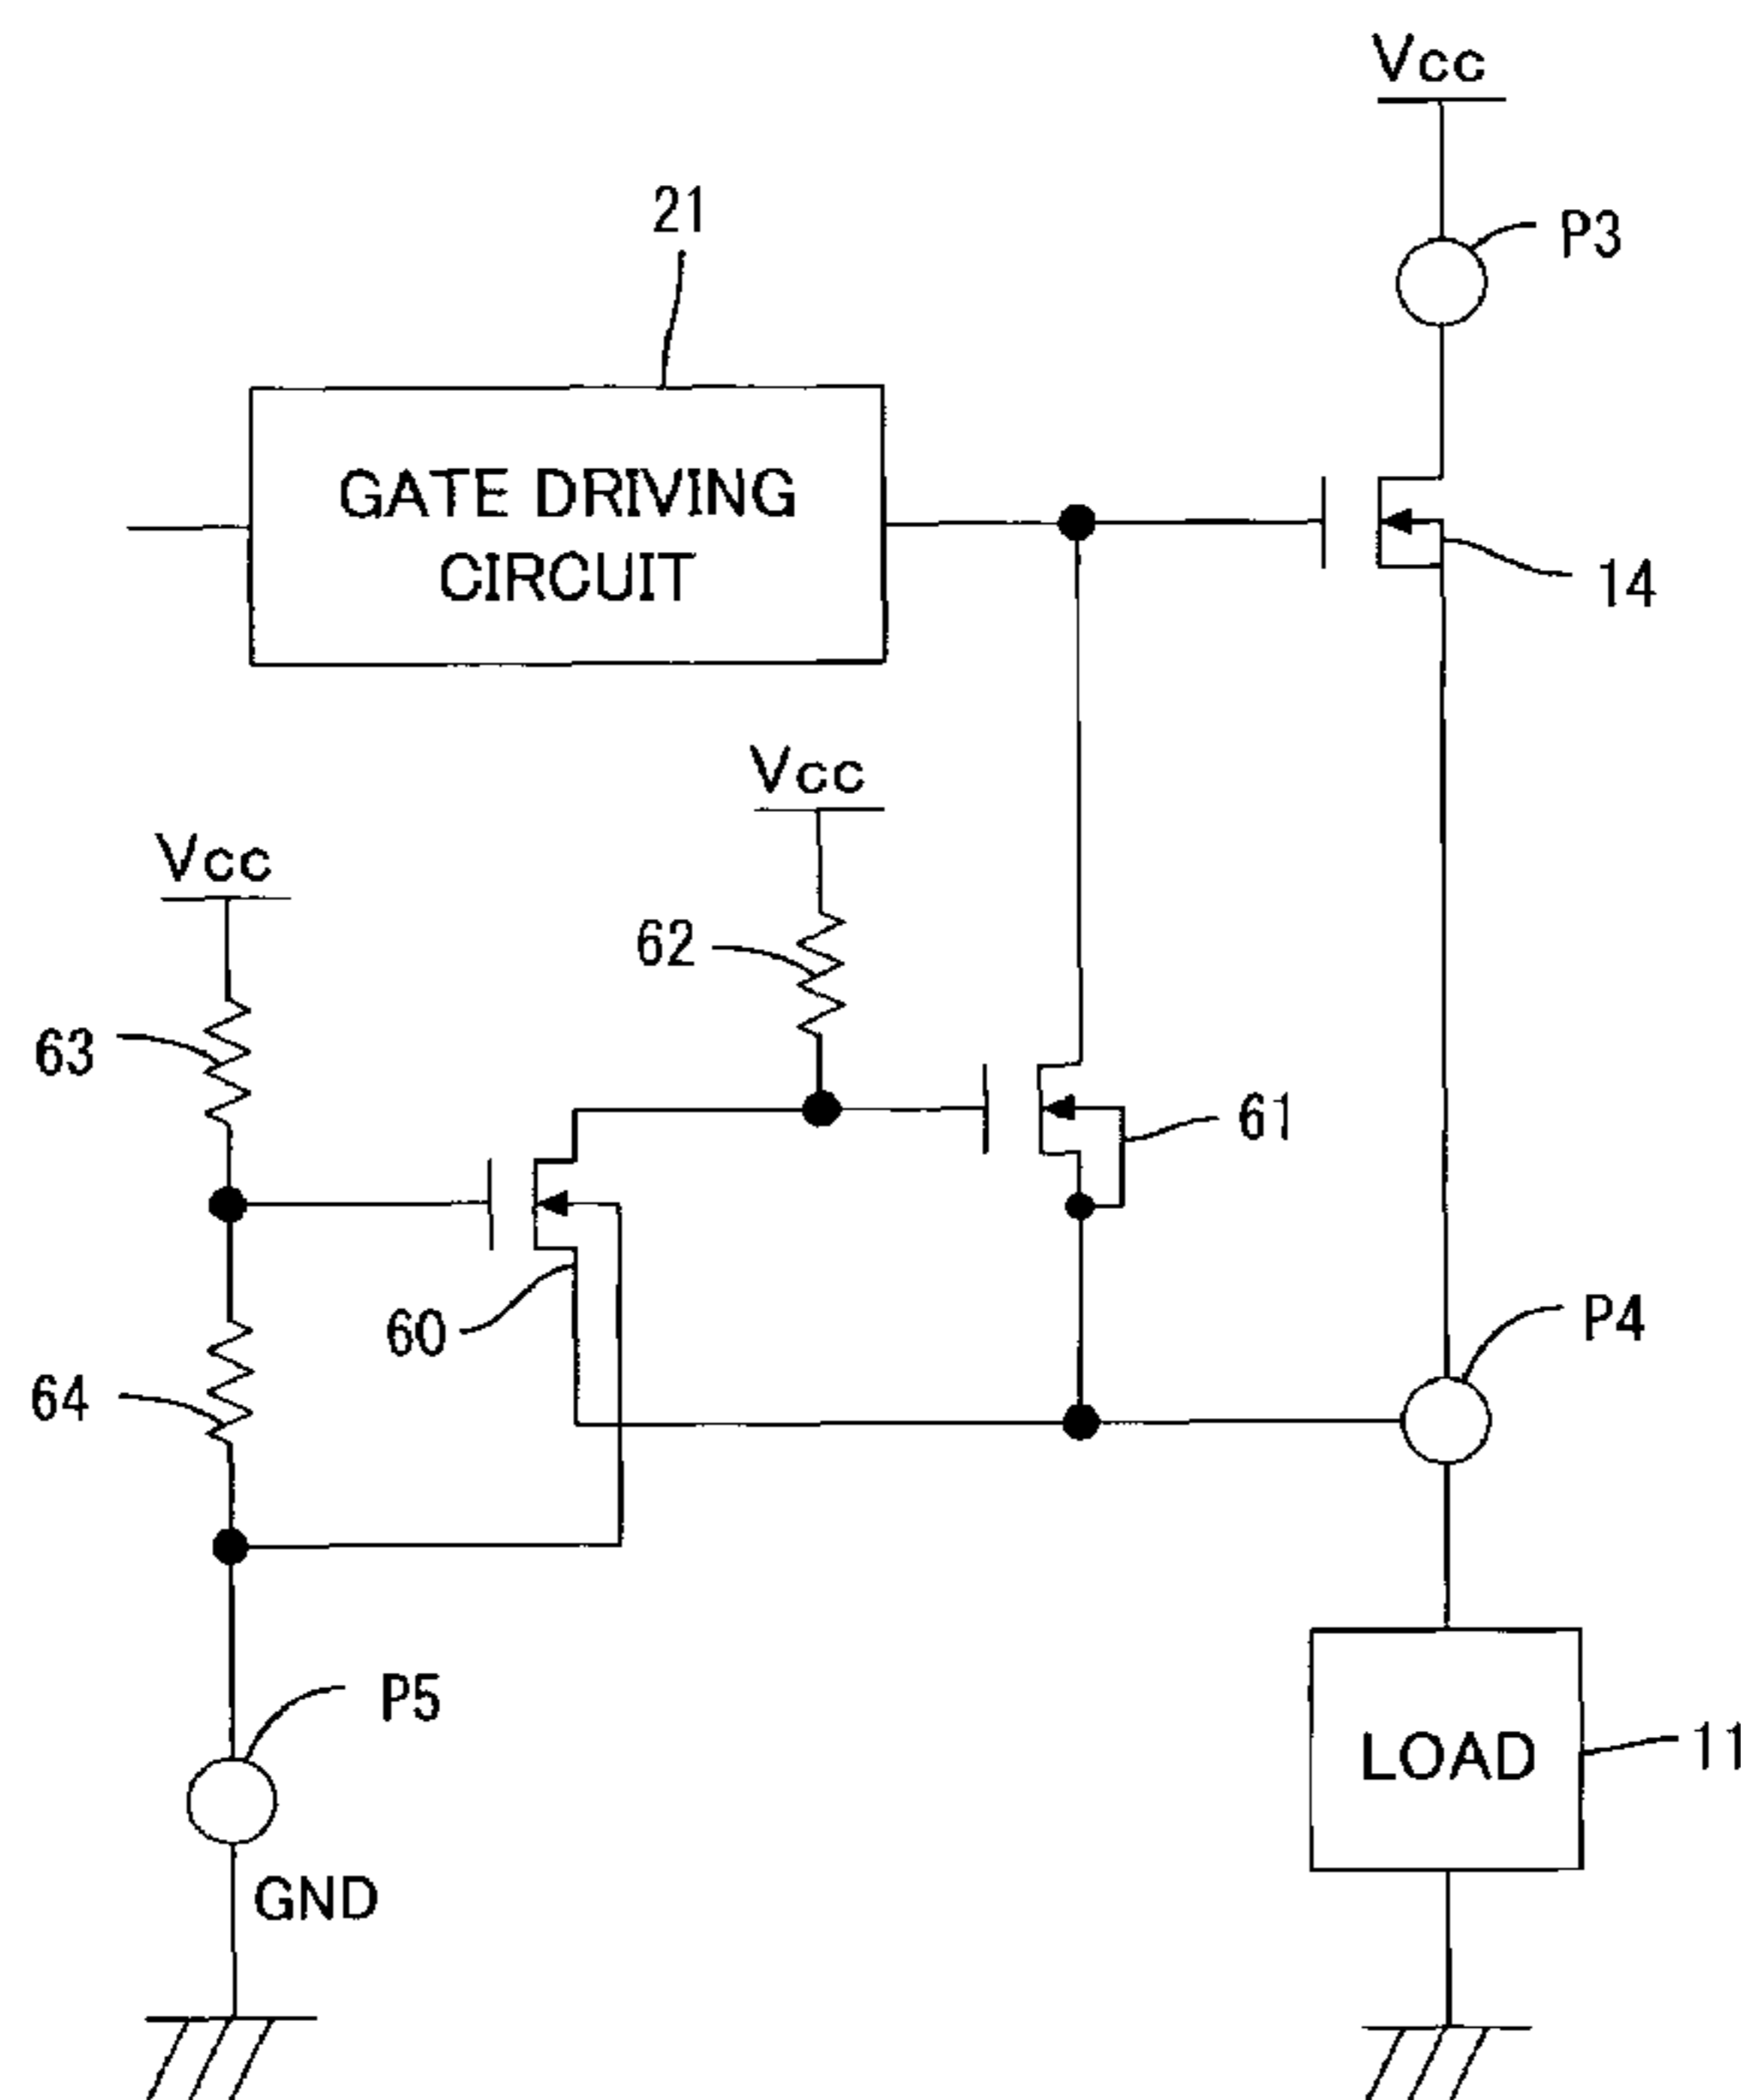 Vcc
P3
21
GATE DRIVING
CIRCUIT
14
Vcc
Vcc
62
63
61
60
P4
64
P5
LOAD
11
GND